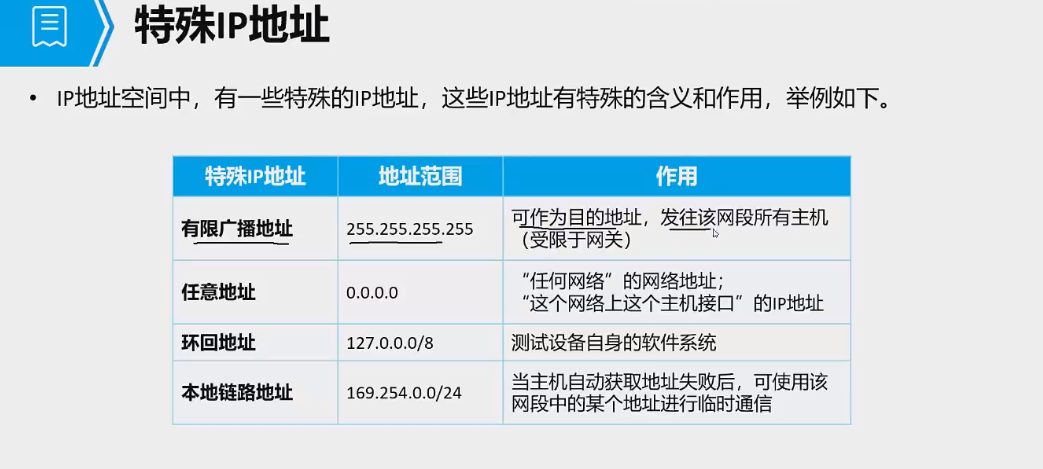 特殊IP地址
• IP地址空间中，有一些特殊的IP地址，这些IP地址有特殊的含义和作用，举例如下。
特殊IP地址 地址范围 作用
有限广播地址 255.255.255.255 可作为目的地址，发往该网段所有主机
（受限于网关）
任意地址 0.0.0.0 “任何网络”的网络地址；
“这个网络上这个主机接口”的IP地址
环回地址 127.0.0.0/8 测试设备自身的软件系统
本地链路地址 169.254.0.0/24 当主机自动获取地址失败后，可使用该
网段中的某个地址进行临时通信